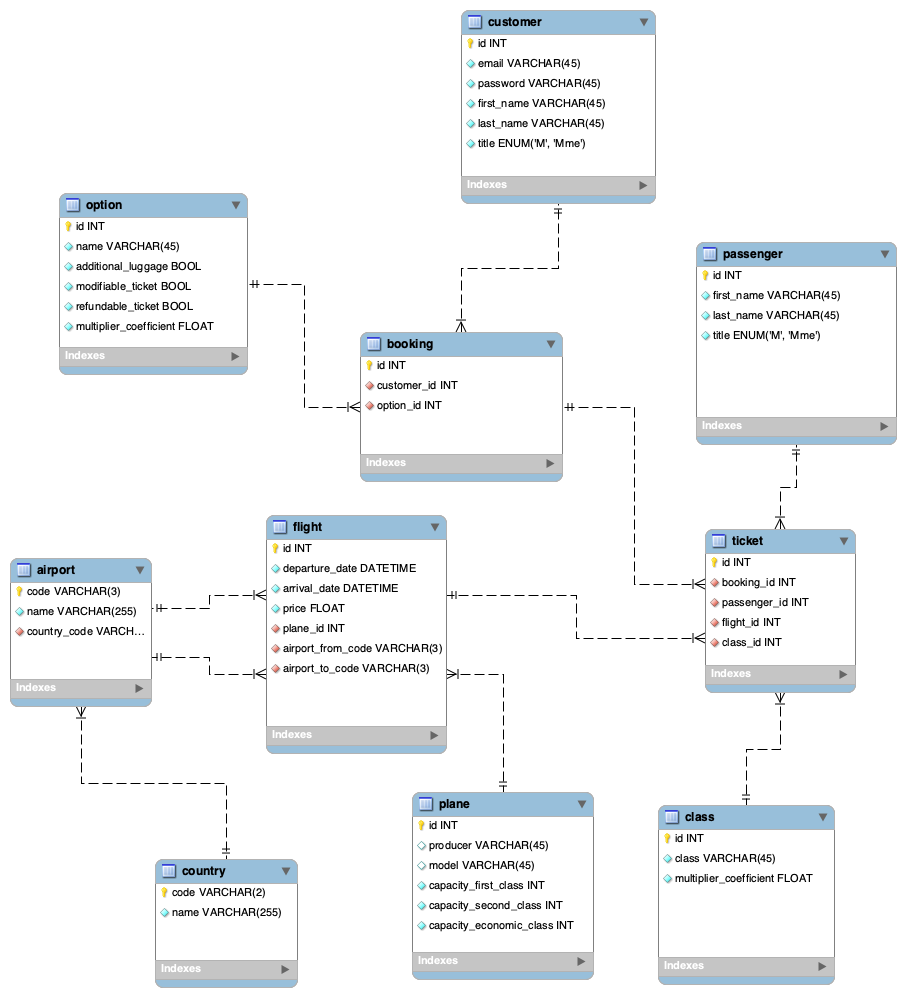 customer
id INT
email VARCHAR(45)
password VARCHAR(45)
first_name VARCHAR(45)
last_name VARCHAR(45)
title ENUM('M', 'Mme')
Indexes
option
id INT
name VARCHAR(45)
additional_luggage BOOL
modifiable_ticket BOOL
refundable_ticket BOOL
multiplier_coefficient FLOAT
Indexes
passenger
id INT
first_name VARCHAR(45)
last_name VARCHAR(45)
title ENUM('M', 'Mme')
Indexes
booking
id INT
customer_id INT
option_id INT
Indexes
flight
id INT
departure_date DATETIME
arrival_date DATETIME
price FLOAT
plane_id INT
airport_from_code VARCHAR(3)
airport_to_code VARCHAR(3)
Indexes
ticket
id INT
booking_id INT
passenger_id INT
flight_id INT
class_id INT
Indexes
airport
code VARCHAR(3)
name VARCHAR(255)
country_code VARCH...
Indexes
plane
id INT
producer VARCHAR(45)
model VARCHAR(45)
capacity_first_class INT
capacity_second_class INT
capacity_economic_class INT
Indexes
class
id INT
class VARCHAR(45)
multiplier_coefficient FLOAT
Indexes
country
code VARCHAR(2)
name VARCHAR(255)
Indexes